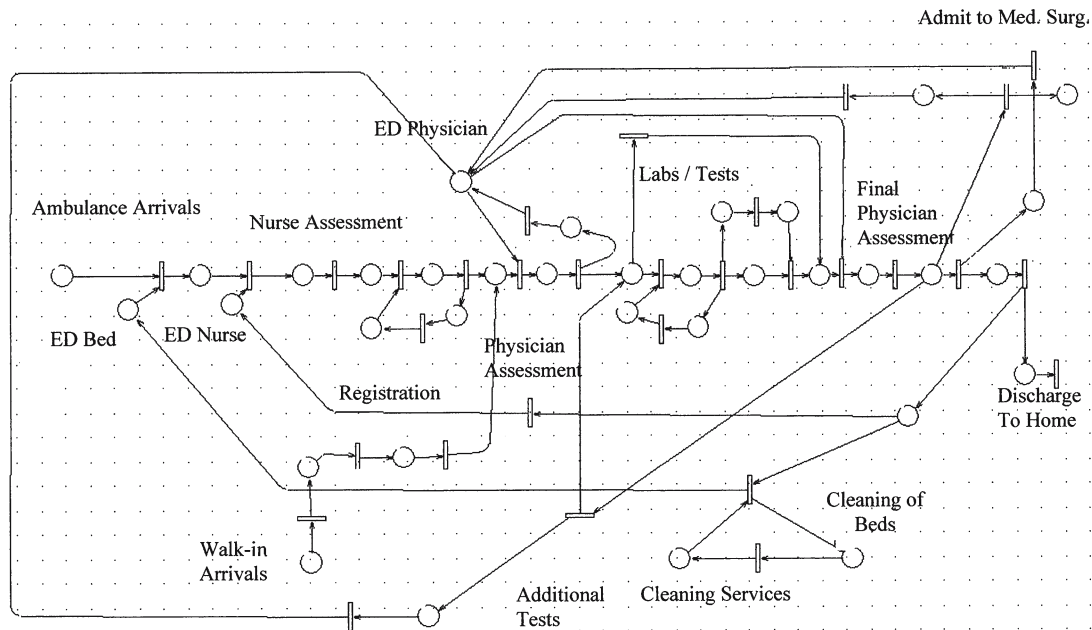 Admit to Med. Surg.
ED Physician
Labs / Tests
Ambulance Arrivals
Nurse Assessment
Final
Physician
Assessment
ED Bed
ED Nurse
Physician
Assessment
Registration
Discharge
To Home
Cleaning of
Beds
Walk-in
Arrivals
Additional
Tests
Cleaning Services